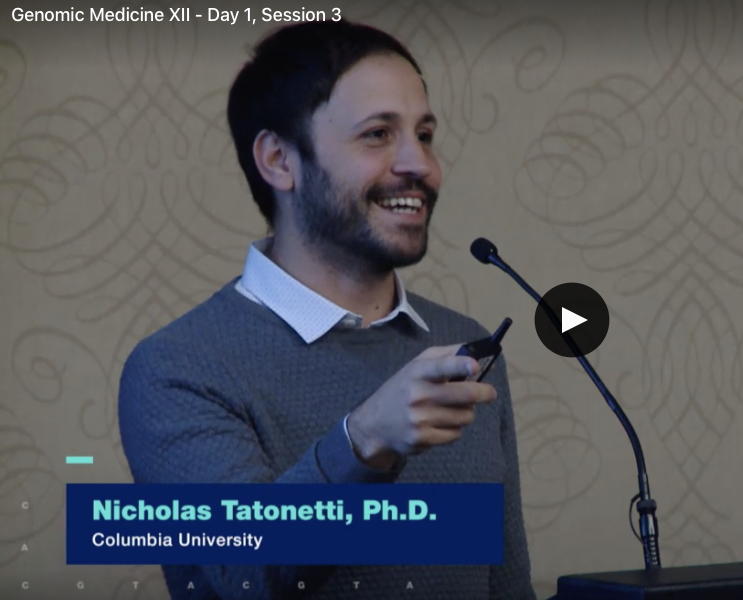 Genomic Medicine XII - Day 1, Session 3
Nicholas Tatonetti, Ph.D.
Columbia University
C
A
C G T A C G T A